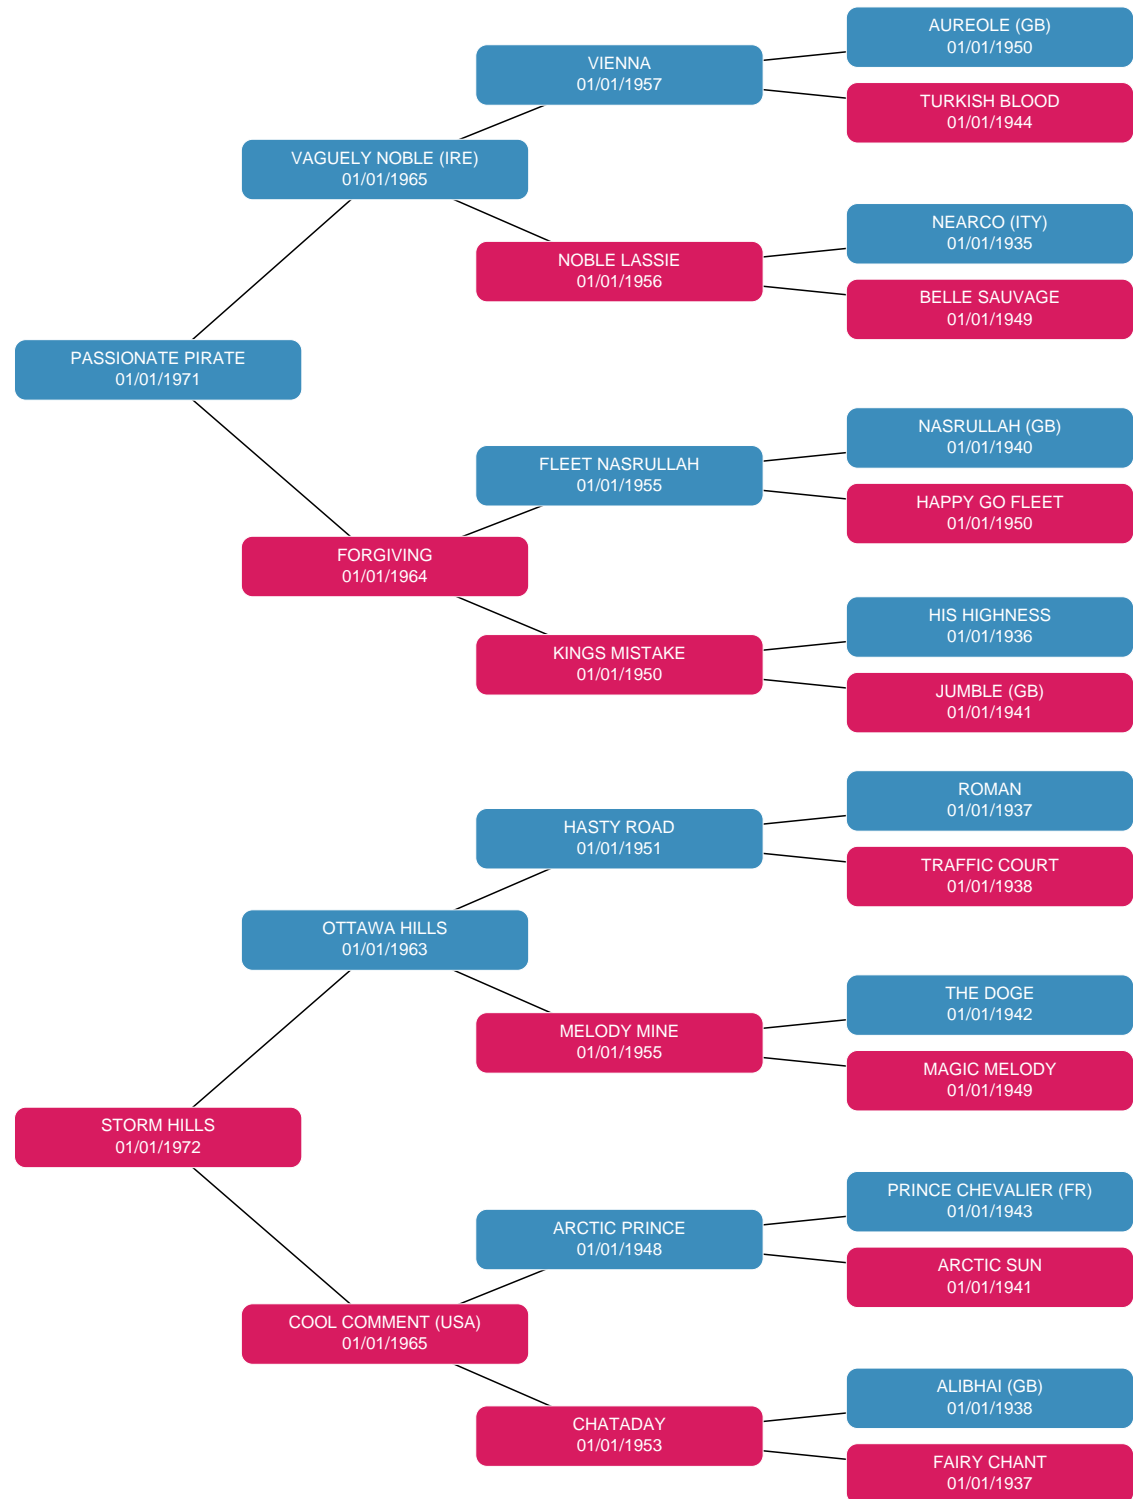 AUREOLE (GB)
01/01/1950
VIENNA
01/01/1957
TURKISH BLOOD
01/01/1944
VAGUELY NOBLE (IRE)
01/01/1965
NEARCO (ITY)
01/01/1935
NOBLE LASSIE
01/01/1956
BELLE SAUVAGE
01/01/1949
PASSIONATE PIRATE
01/01/1971
NASRULLAH (GB)
01/01/1940
FLEET NASRULLAH
01/01/1955
HAPPY GO FLEET
01/01/1950
FORGIVING
01/01/1964
HIS HIGHNESS
01/01/1936
KINGS MISTAKE
01/01/1950
JUMBLE (GB)
01/01/1941
ROMAN
01/01/1937
HASTY ROAD
01/01/1951
TRAFFIC COURT
01/01/1938
OTTAWA HILLS
01/01/1963
THE DOGE
01/01/1942
MELODY MINE
01/01/1955
MAGIC MELODY
01/01/1949
STORM HILLS
01/01/1972
PRINCE CHEVALIER (FR)
01/01/1943
ARCTIC PRINCE
01/01/1948
ARCTIC SUN
01/01/1941
COOL COMMENT (USA)
01/01/1965
ALIBHAI (GB)
01/01/1938
CHATADAY
01/01/1953
FAIRY CHANT
01/01/1937